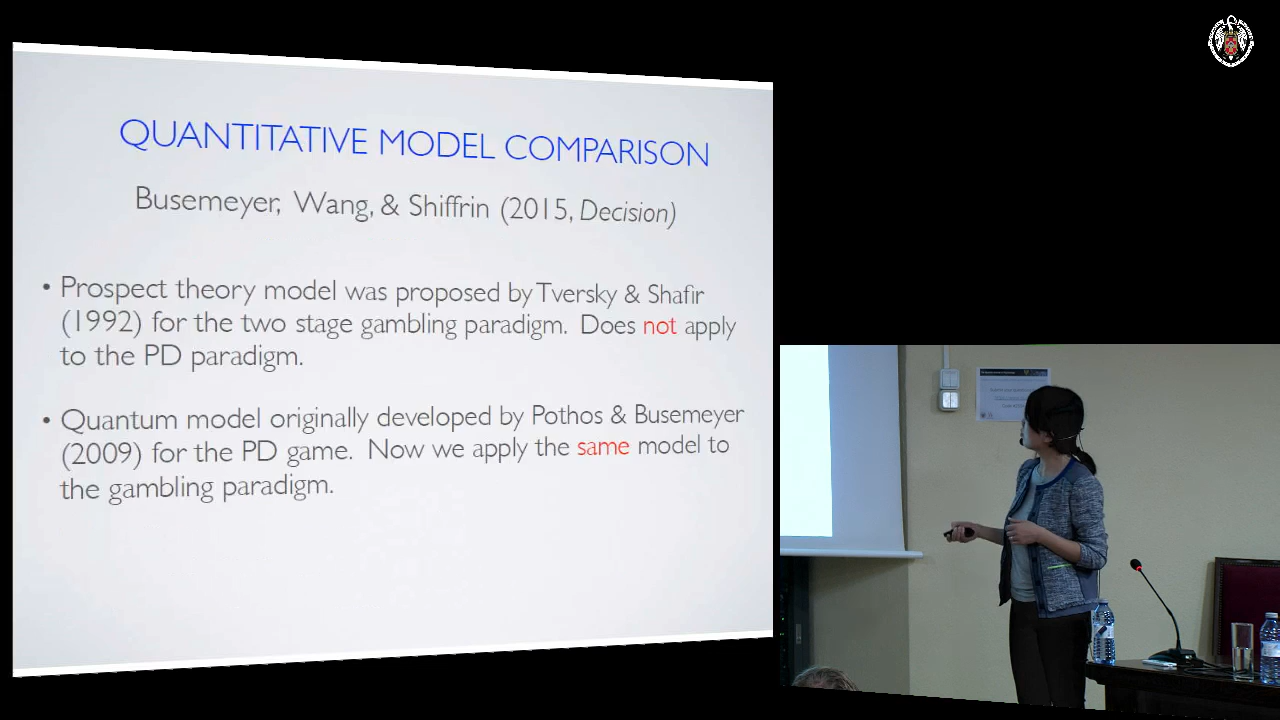 QUANTITATIVE MODEL COMPARISON
Busemeyer, Wang, & Shiffrin (2015, Decision)
• Prospect theory model was proposed by Tversky & Shafir
(1992) for the two stage gambling paradigm. Does not apply
to the PD paradigm.
• Quantum model originally developed by Pothos & Busemeyer
(2009) for the PD game. Now we apply the same model to
the gambling paradigm.